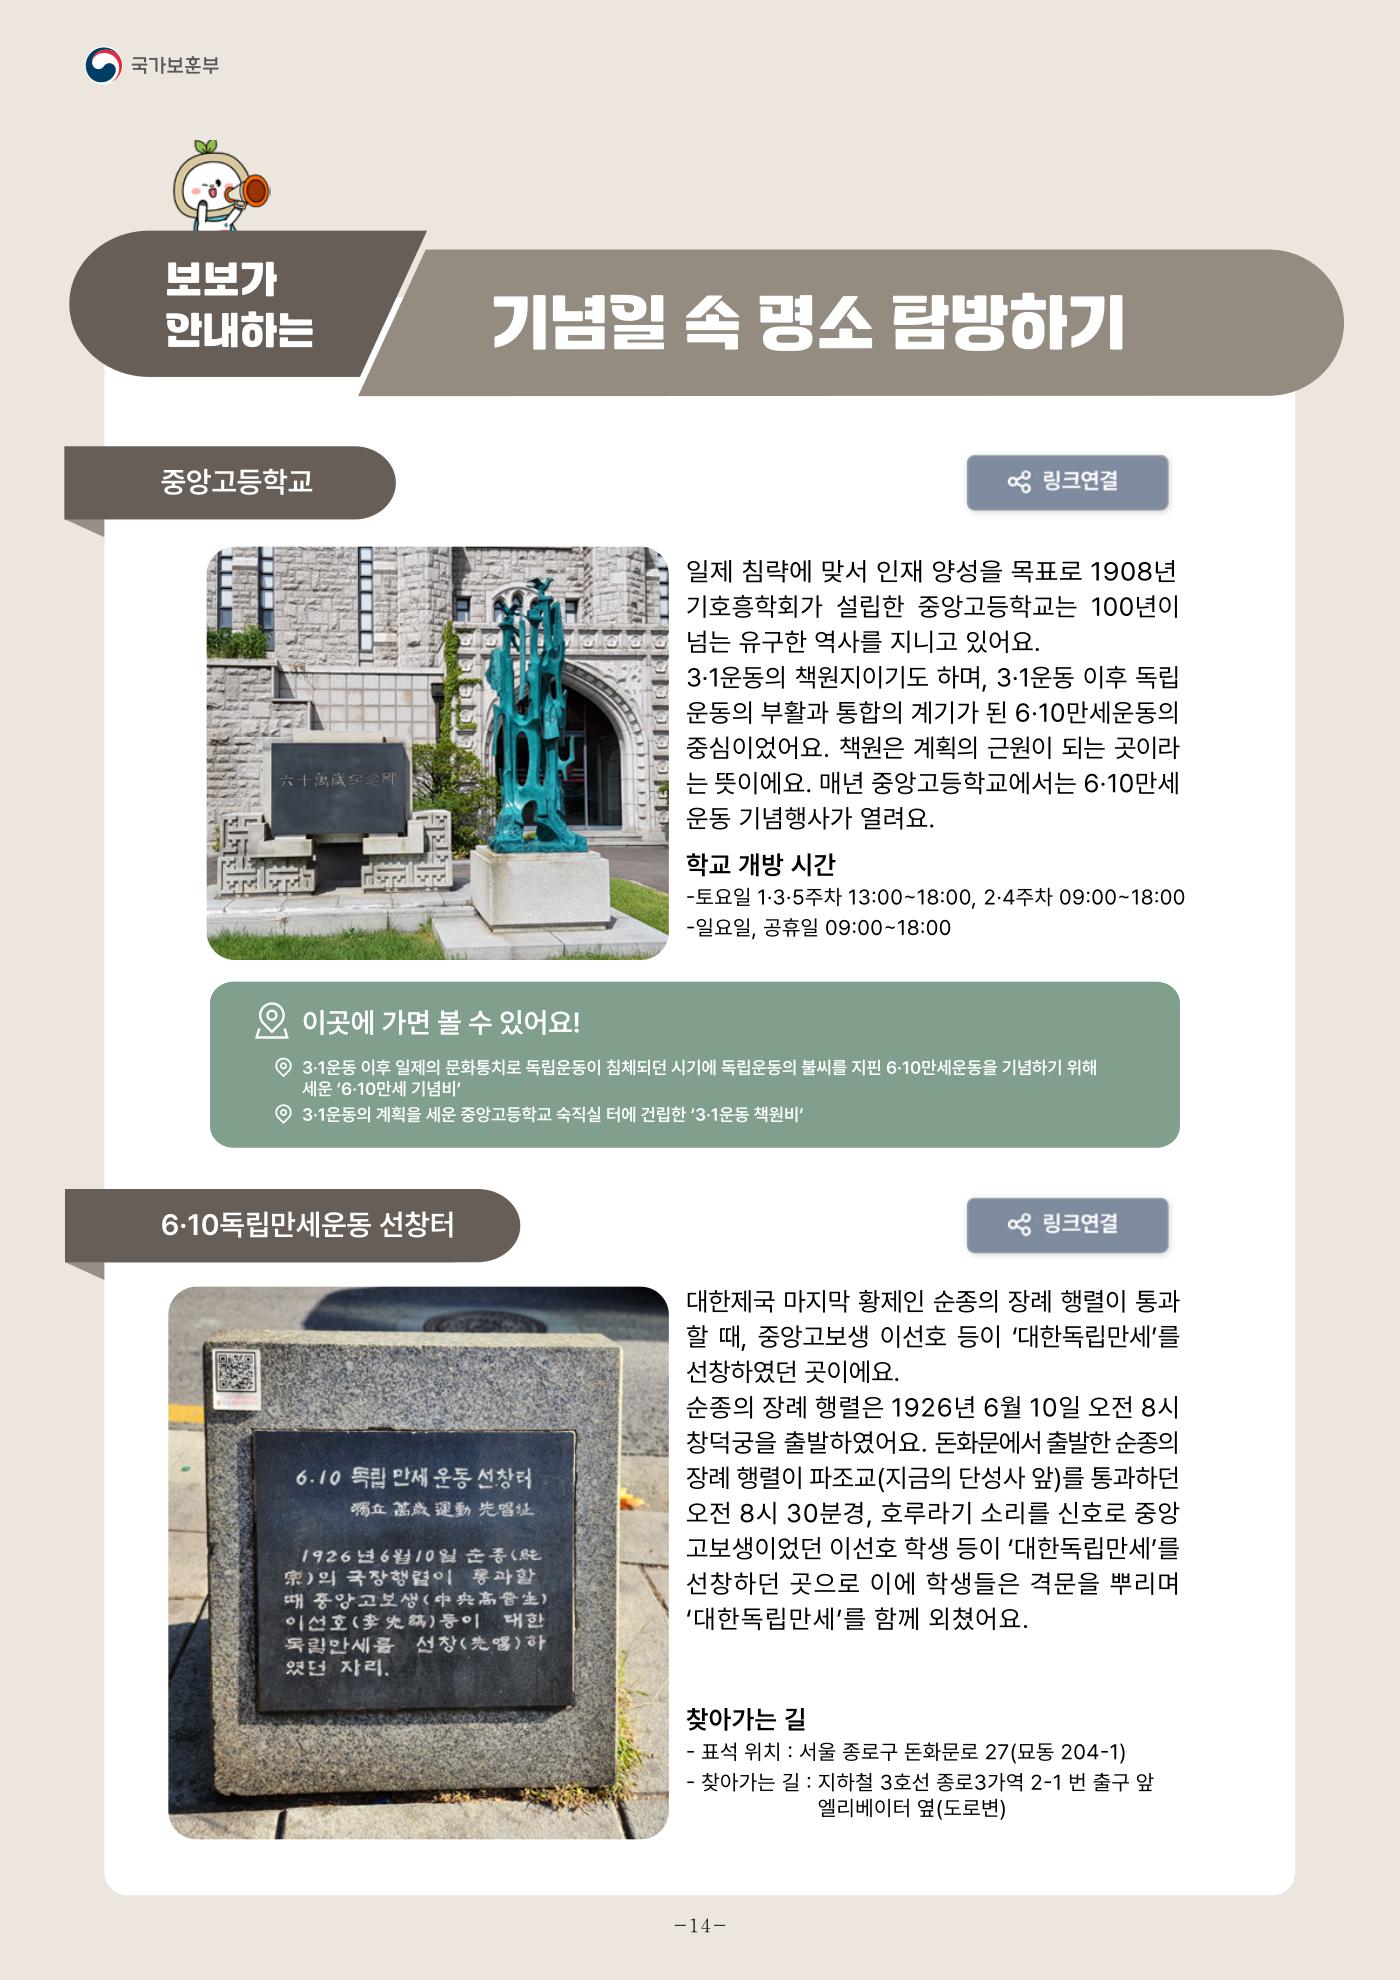 국가보훈부
보보가
안내하는
기념일 속 명소 탐방하기
중앙고등학교
링크연결
六十萬歲紀念碑
일제 침략에 맞서 인재 양성을 목표로 1908년
기호흥학회가 설립한 중앙고등학교는 100년이
넘는 유구한 역사를 지니고 있어요.
3·1운동의 책원지이기도 하며, 3·1운동 이후 독립
운동의 부활과 통합의 계기가 된 6·10만세운동의
중심이었어요. 책원은 계획의 근원이 되는 곳이라
는 뜻이에요. 매년 중앙고등학교에서는 6·10만세
운동 기념행사가 열려요.
학교 개방 시간
-토요일 1·3·5주차 13:00~18:00, 2·4주차 09:00~18:00
-일요일, 공휴일 09:00~18:00
이곳에 가면 볼 수 있어요!
3·1운동 이후 일제의 문화통치로 독립운동이 침체되던 시기에 독립운동의 불씨를 지핀 6·10만세운동을 기념하기 위해
세운 ‘6·10만세 기념비’
3·1운동의 계획을 세운 중앙고등학교 숙직실 터에 건립한 ‘3·1운동 책원비’
6·10독립만세운동 선창터
링크연결
6.10 독립만세운동 선창터
獨立 萬歲 運動 先唱址
1926년6월10일 순종(純
宗)의 국장행렬이 통과할
때 중앙고보생(中央高普生)
이선호(李先鎬)등이 대한
독립만세를 선창(先唱)하
였던 자리.
대한제국 마지막 황제인 순종의 장례 행렬이 통과
할 때, 중앙고보생 이선호 등이 ‘대한독립만세’를
선창하였던 곳이에요.
순종의 장례 행렬은 1926년 6월 10일 오전 8시
창덕궁을 출발하였어요. 돈화문에서 출발한 순종의
장례 행렬이 파조교(지금의 단성사 앞)를 통과하던
오전 8시 30분경, 호루라기 소리를 신호로 중앙
고보생이었던 이선호 학생 등이 ‘대한독립만세’를
선창하던 곳으로 이에 학생들은 격문을 뿌리며
‘대한독립만세’를 함께 외쳤어요.
찾아가는 길
- 표석 위치 : 서울 종로구 돈화문로 27(묘동 204-1)
- 찾아가는 길 : 지하철 3호선 종로3가역 2-1 번 출구 앞
엘리베이터 옆(도로변)
-14-